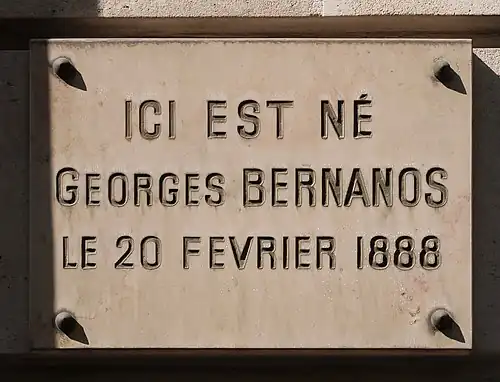 ICI EST NÉ
GEORGES BERNANOS
LE 20 FEVRIER 1888